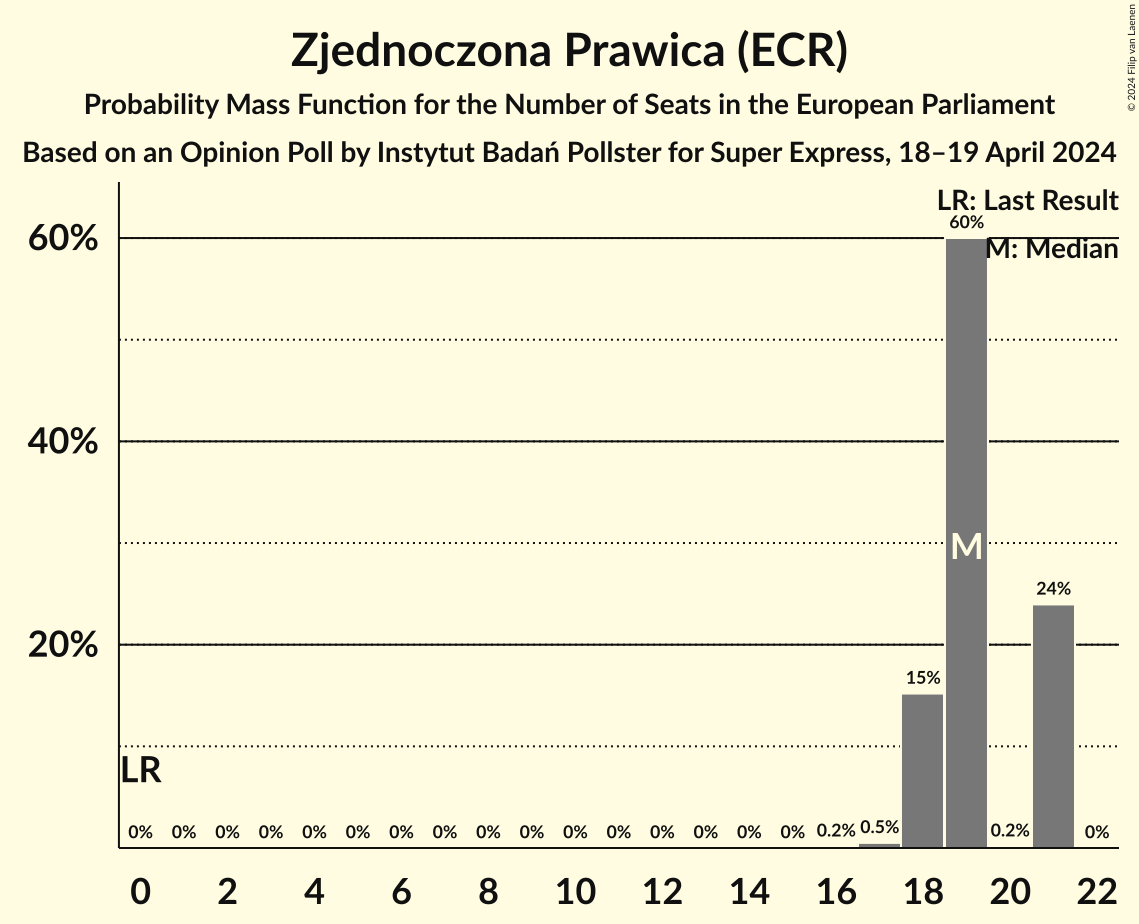 Zjednoczona Prawica (ECR)
Probability Mass Function for the Number of Seats in the European Parliament
Based on an Opinion Poll by Instytut Badań Pollster for Super Express, 18–19 April 2024
© 2024 Filip van Laenen
LR: Last Result
60%
60%
M: Median
40%
M
24%
20%
15%
LR
0% 0% 0% 0% 0% 0% 0% 0% 0% 0% 0% 0% 0% 0% 0% 0% 0.2% 0.5% 0.2% 0%
0 2 4 6 8 10 12 14 16 18 20 22